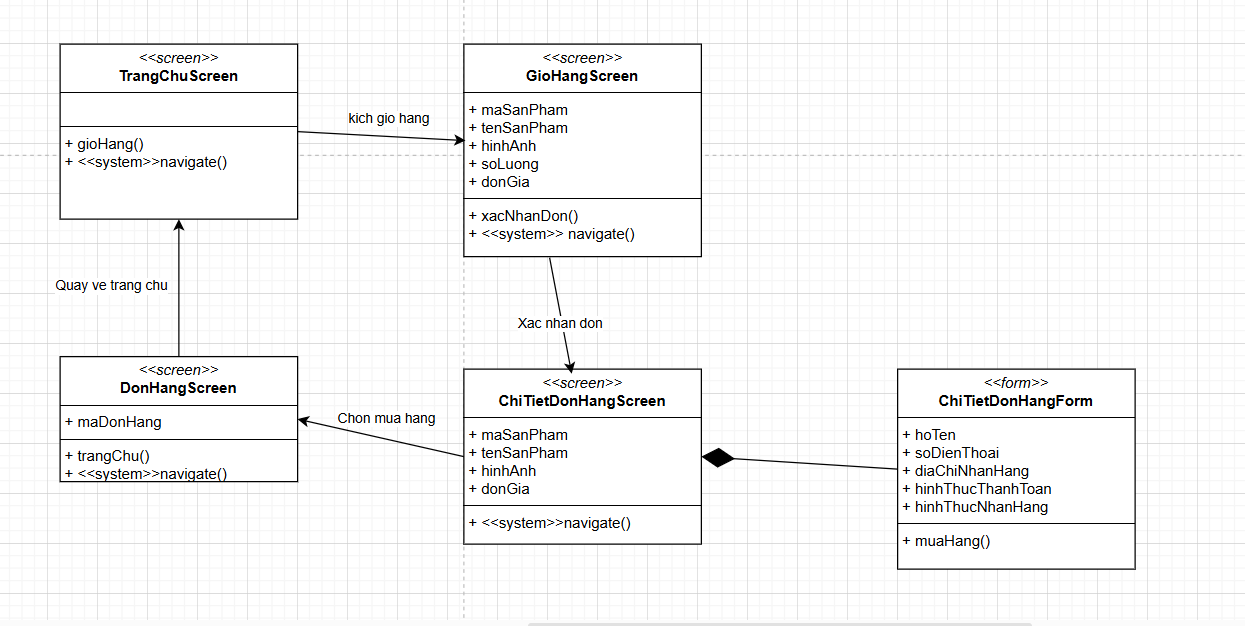 <<screen>>
TrangChuScreen
+ gioHang()
+ <<system>>navigate()
kich gio hang
<<screen>>
GioHangScreen
+ maSanPham
+ tenSanPham
+ hinhAnh
+ soLuong
+ donGia
+ xacNhanDon()
+ <<system>> navigate()
Quay ve trang chu
Xac nhan don
<<screen>>
DonHangScreen
+ maDonHang
+ trangChu()
+ <<system>>navigate()
Chon mua hang
<<screen>>
ChiTietDonHangScreen
+ maSanPham
+ tenSanPham
+ hinhAnh
+ donGia
+ <<system>>navigate()
<<form>>
ChiTietDonHangForm
+ hoTen
+ soDienThoai
+ diaChiNhanHang
+ hinhThucThanhToan
+ hinhThucNhanHang
+ muaHang()